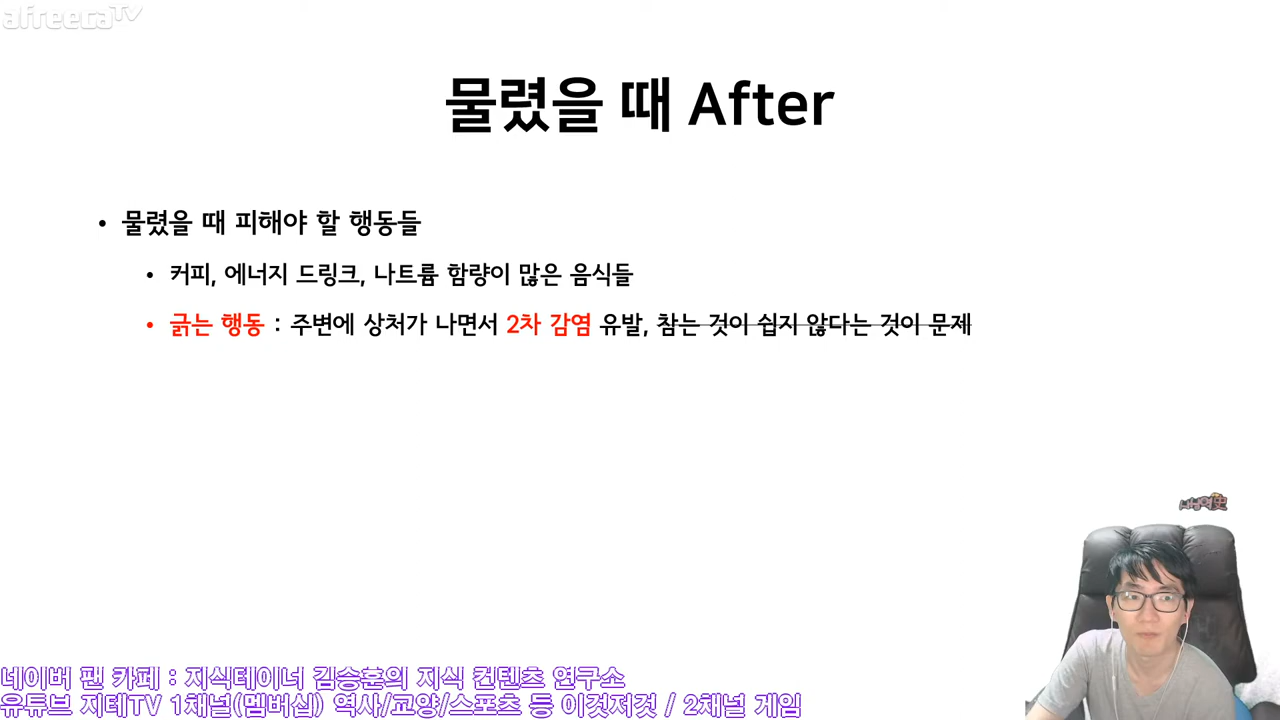 afreecaTV
물렸을 때 After
• 물렸을 때 피해야 할 행동들
• 커피, 에너지 드링크, 나트륨 함량이 많은 음식들
• 긁는 행동 : 주변에 상처가 나면서 2차 감염 유발, 참는 것이 쉽지 않다는 것이 문제
네이버 팬 카페 : 지식테이너 김승훈의 지식 컨텐츠 연구소
유튜브 지테TV 1채널(멤버십) 역사/교양/스포츠 등 이것저것 / 2채널 게임